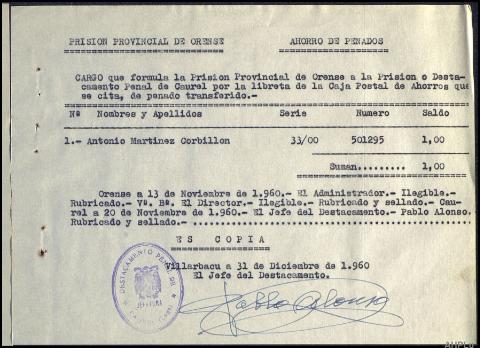 PRISION PROVINCIAL DE ORENSE AHORRO DE PENADOS
CARGO que formula la Prision Provincial de Orense a la Prision o Desta-
camento Penal de Caurel por la libreta de la Caja Postal de Ahorros que
se cita, de penado transferido.-
Nº Nombres y Apellidos Serie Numero Saldo
1.- Antonio Martinez Corbillon 33/00 501295 1,00
Suman......... 1,00
Orense a 13 de Noviembre de 1.960.- El Administrador.- Ilegible.-
Rubricado.- Vº. Bº. El Director.- Ilegible.- Rubricado y sellado.- Cau-
rel a 20 de Noviembre de 1.960.- El Jefe del Destacamento.- Pablo Alonso.
Rubricado y sellado.-
ES COPIA
Villarbacu a 31 de Diciembre de 1.960
El Jefe del Destacamento.
DESTACAMENTO PENAL DE
JEFATURA
Pablo Alonso